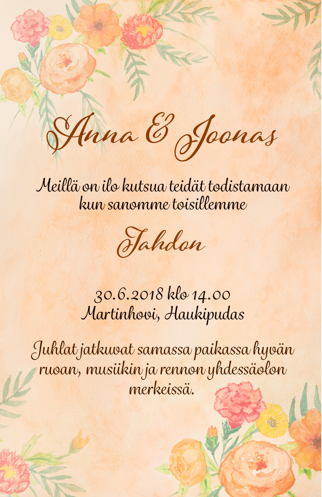 Anna & Joonas
Meillä on ilo kutsua teidät todistamaan
kun sanomme toisillemme
Tahdon
30.6.2018 klo 14.00
Martinhovi, Haukipudas
Juhlat jatkuvat samassa paikassa hyvän
ruoan, musiikin ja rennon yhdessäolon
merkeissä.